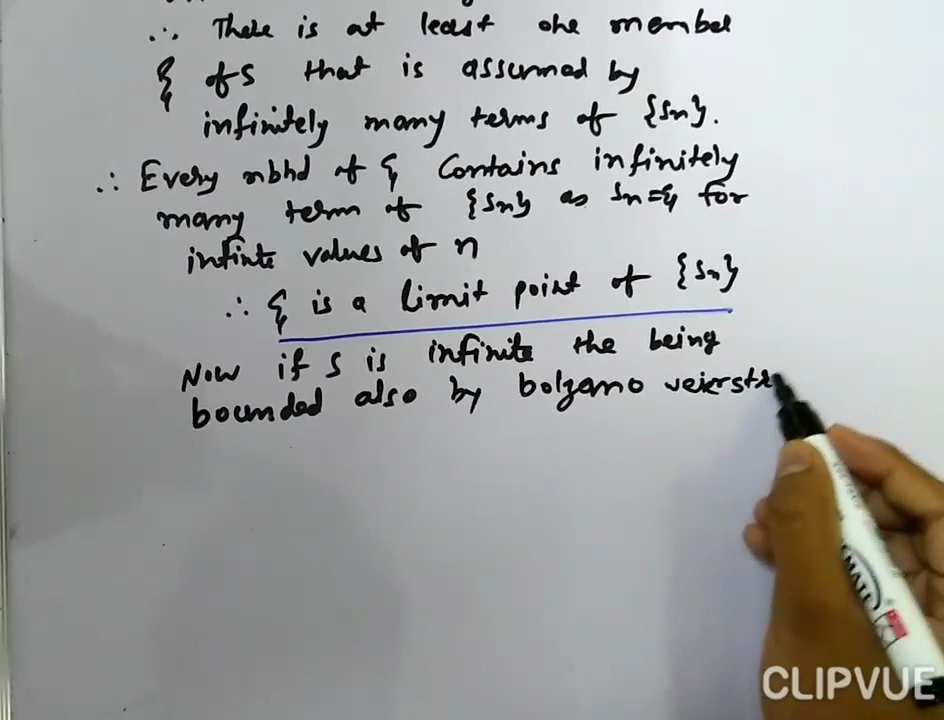 ∴ There is at least one member
ξ of S that is assumed by
infinitely many terms of {Sn}.
∴ Every nbhd of ξ contains infinitely
many term of {Sn} as Sn=ξ for
infinite values of n
∴ ξ is a limit point of {Sn}
Now if S is infinite the being
bounded also by bolzano veierstr
CLIPVUE